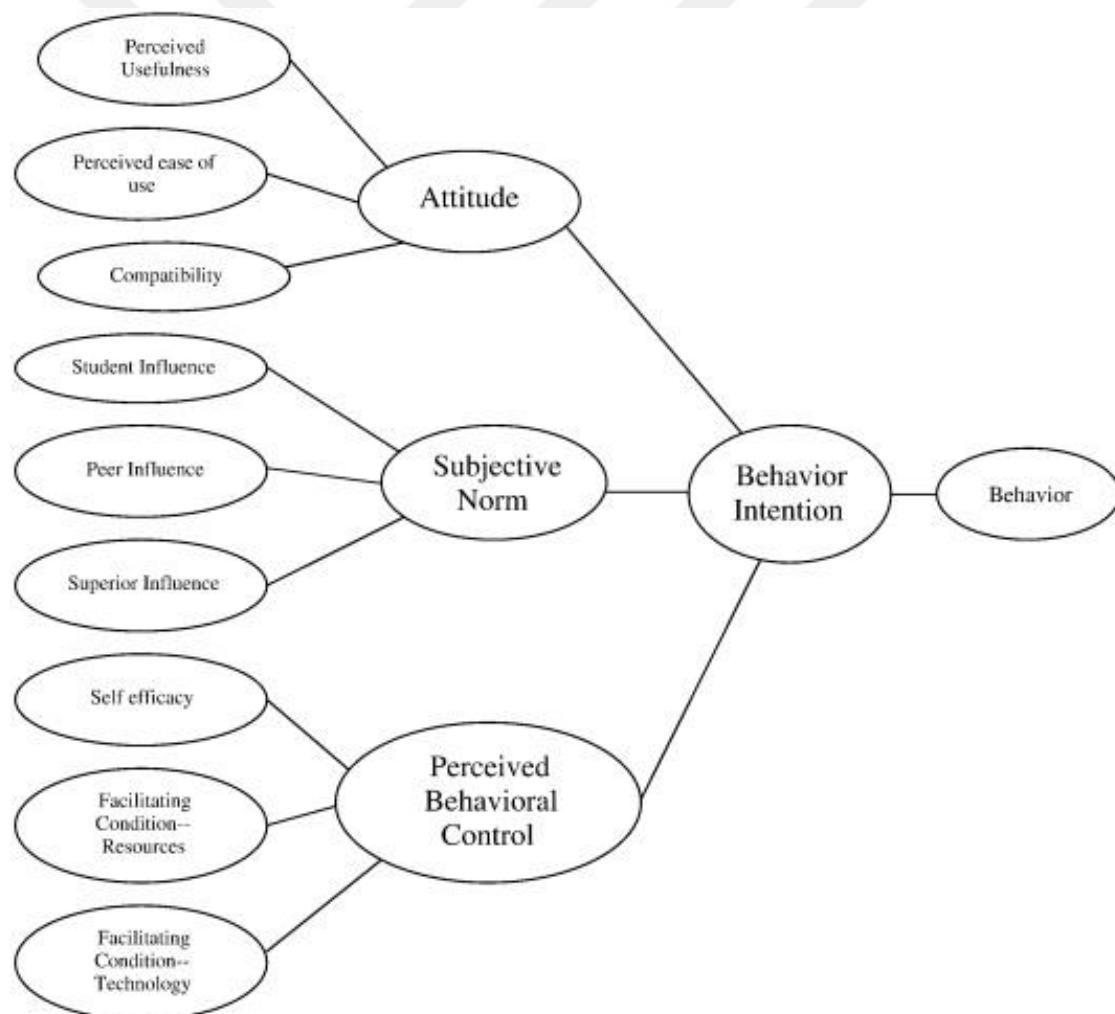 Perceived
Usefulness
Perceived ease of
use
Compatibility
Attitude
Student Influence
Peer Influence
Superior Influence
Subjective
Norm
Behavior
Intention
Behavior
Self efficacy
Facilitating
Condition--
Resources
Facilitating
Condition--
Technology
Perceived
Behavioral
Control